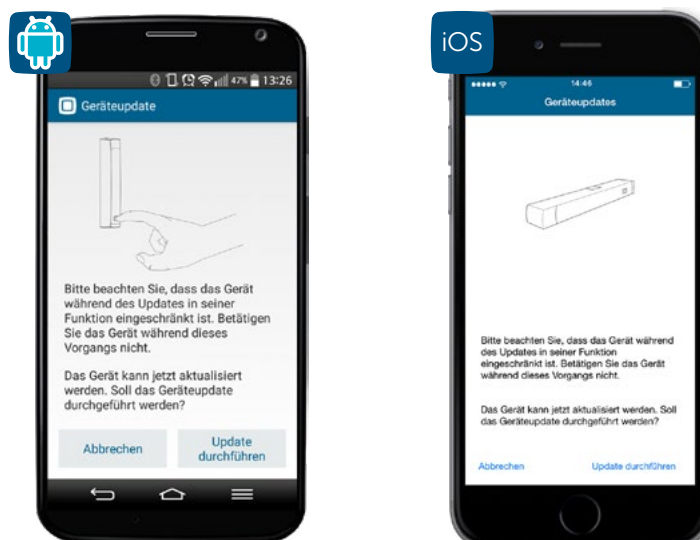 47% 13:26
Geräteupdate
Bitte beachten Sie, dass das Gerät
während des Updates in seiner
Funktion eingeschränkt ist. Betätigen
Sie das Gerät während dieses
Vorgangs nicht.
Das Gerät kann jetzt aktualisiert
werden. Soll das Geräteupdate
durchgeführt werden?
Abbrechen
Update
durchführen
iOS
14:46
Geräteupdates
Bitte beachten Sie, dass das Gerät während
des Updates in seiner Funktion
eingeschränkt ist. Betätigen Sie das Gerät
während dieses Vorgangs nicht.
Das Gerät kann jetzt aktualisiert werden. Soll
das Geräteupdate durchgeführt werden?
Abbrechen Update durchführen